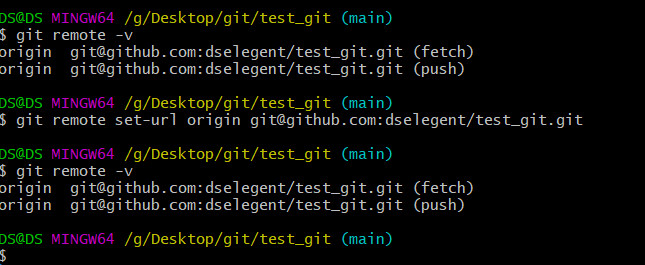 DS@DS MINGW64 /g/Desktop/git/test_git (main)
$ git remote -v
origin  git@github.com:dselegent/test_git.git (fetch)
origin  git@github.com:dselegent/test_git.git (push)
DS@DS MINGW64 /g/Desktop/git/test_git (main)
$ git remote set-url origin git@github.com:dselegent/test_git.git
DS@DS MINGW64 /g/Desktop/git/test_git (main)
$ git remote -v
origin  git@github.com:dselegent/test_git.git (fetch)
origin  git@github.com:dselegent/test_git.git (push)
DS@DS MINGW64 /g/Desktop/git/test_git (main)
$